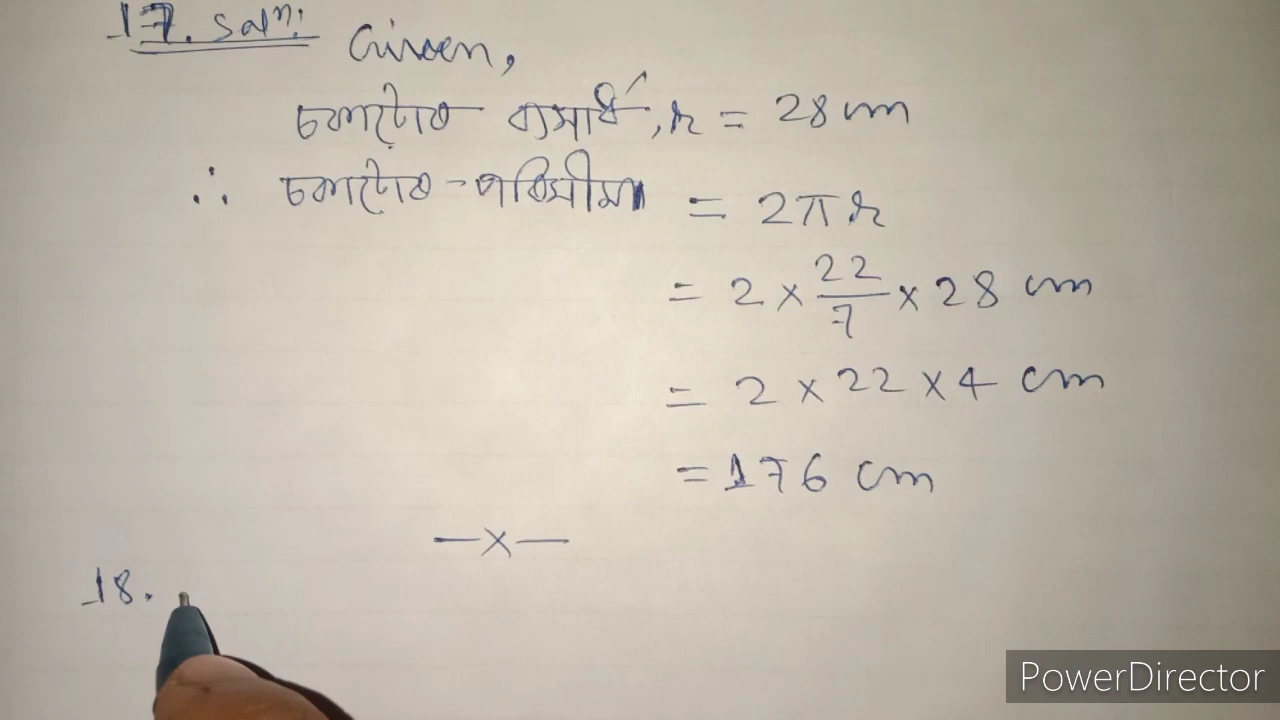 17. Solⁿ: Given,
চকাটোৰ ব্যসাৰ্ধ, r = 28 cm
∴ চকাটোৰ পৰিসীমা = 2πr
= 2 × 22/7 × 28 cm
= 2 × 22 × 4 cm
= 176 cm
—×—
18.
PowerDirector